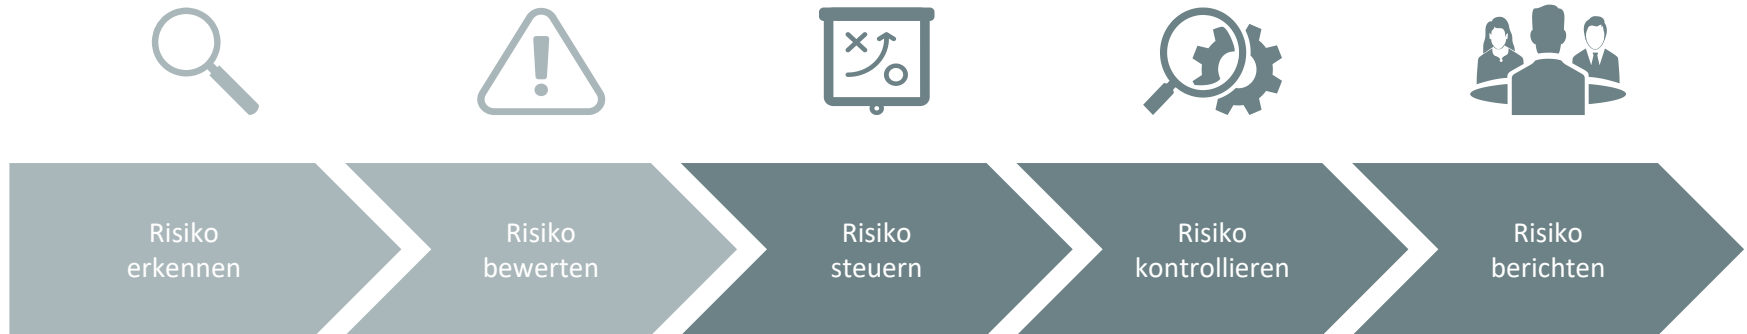 Risiko
erkennen
Risiko
bewerten
Risiko
steuern
Risiko
kontrollieren
Risiko
berichten